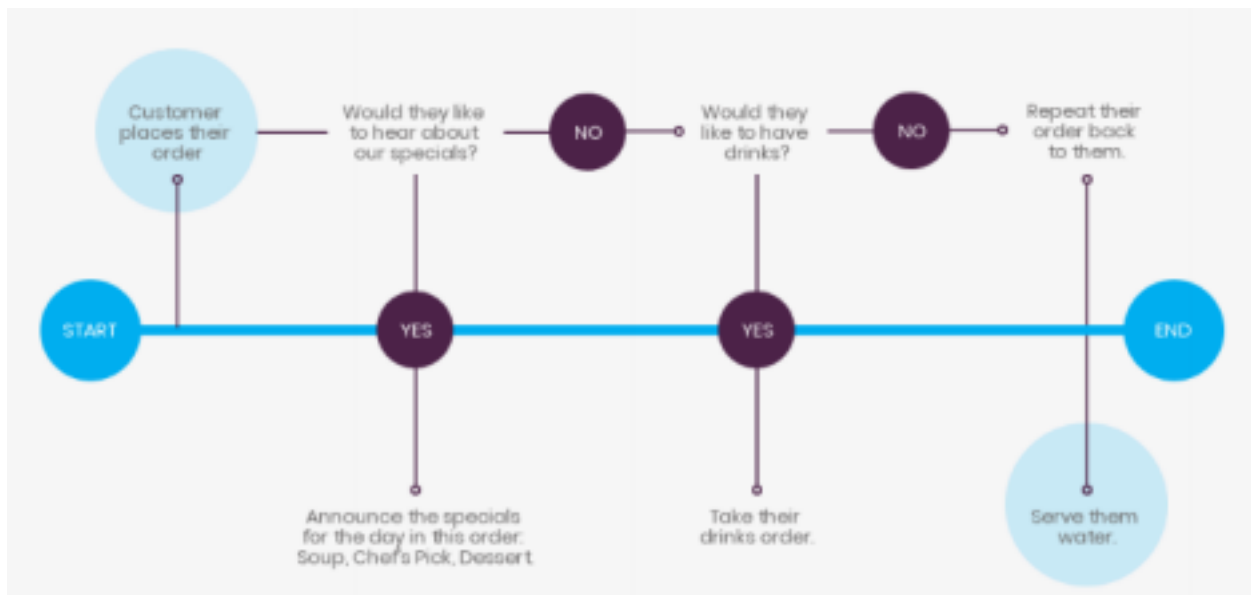 Customer
places their
order
Would they like
to hear about
our specials?
NO
Would they
like to have
drinks?
NO
Repeat their
order back
to them.
START
YES
YES
END
Announce the specials
for the day in this order:
Soup, Chef's Pick, Dessert.
Take their
drinks order.
Serve them
water.